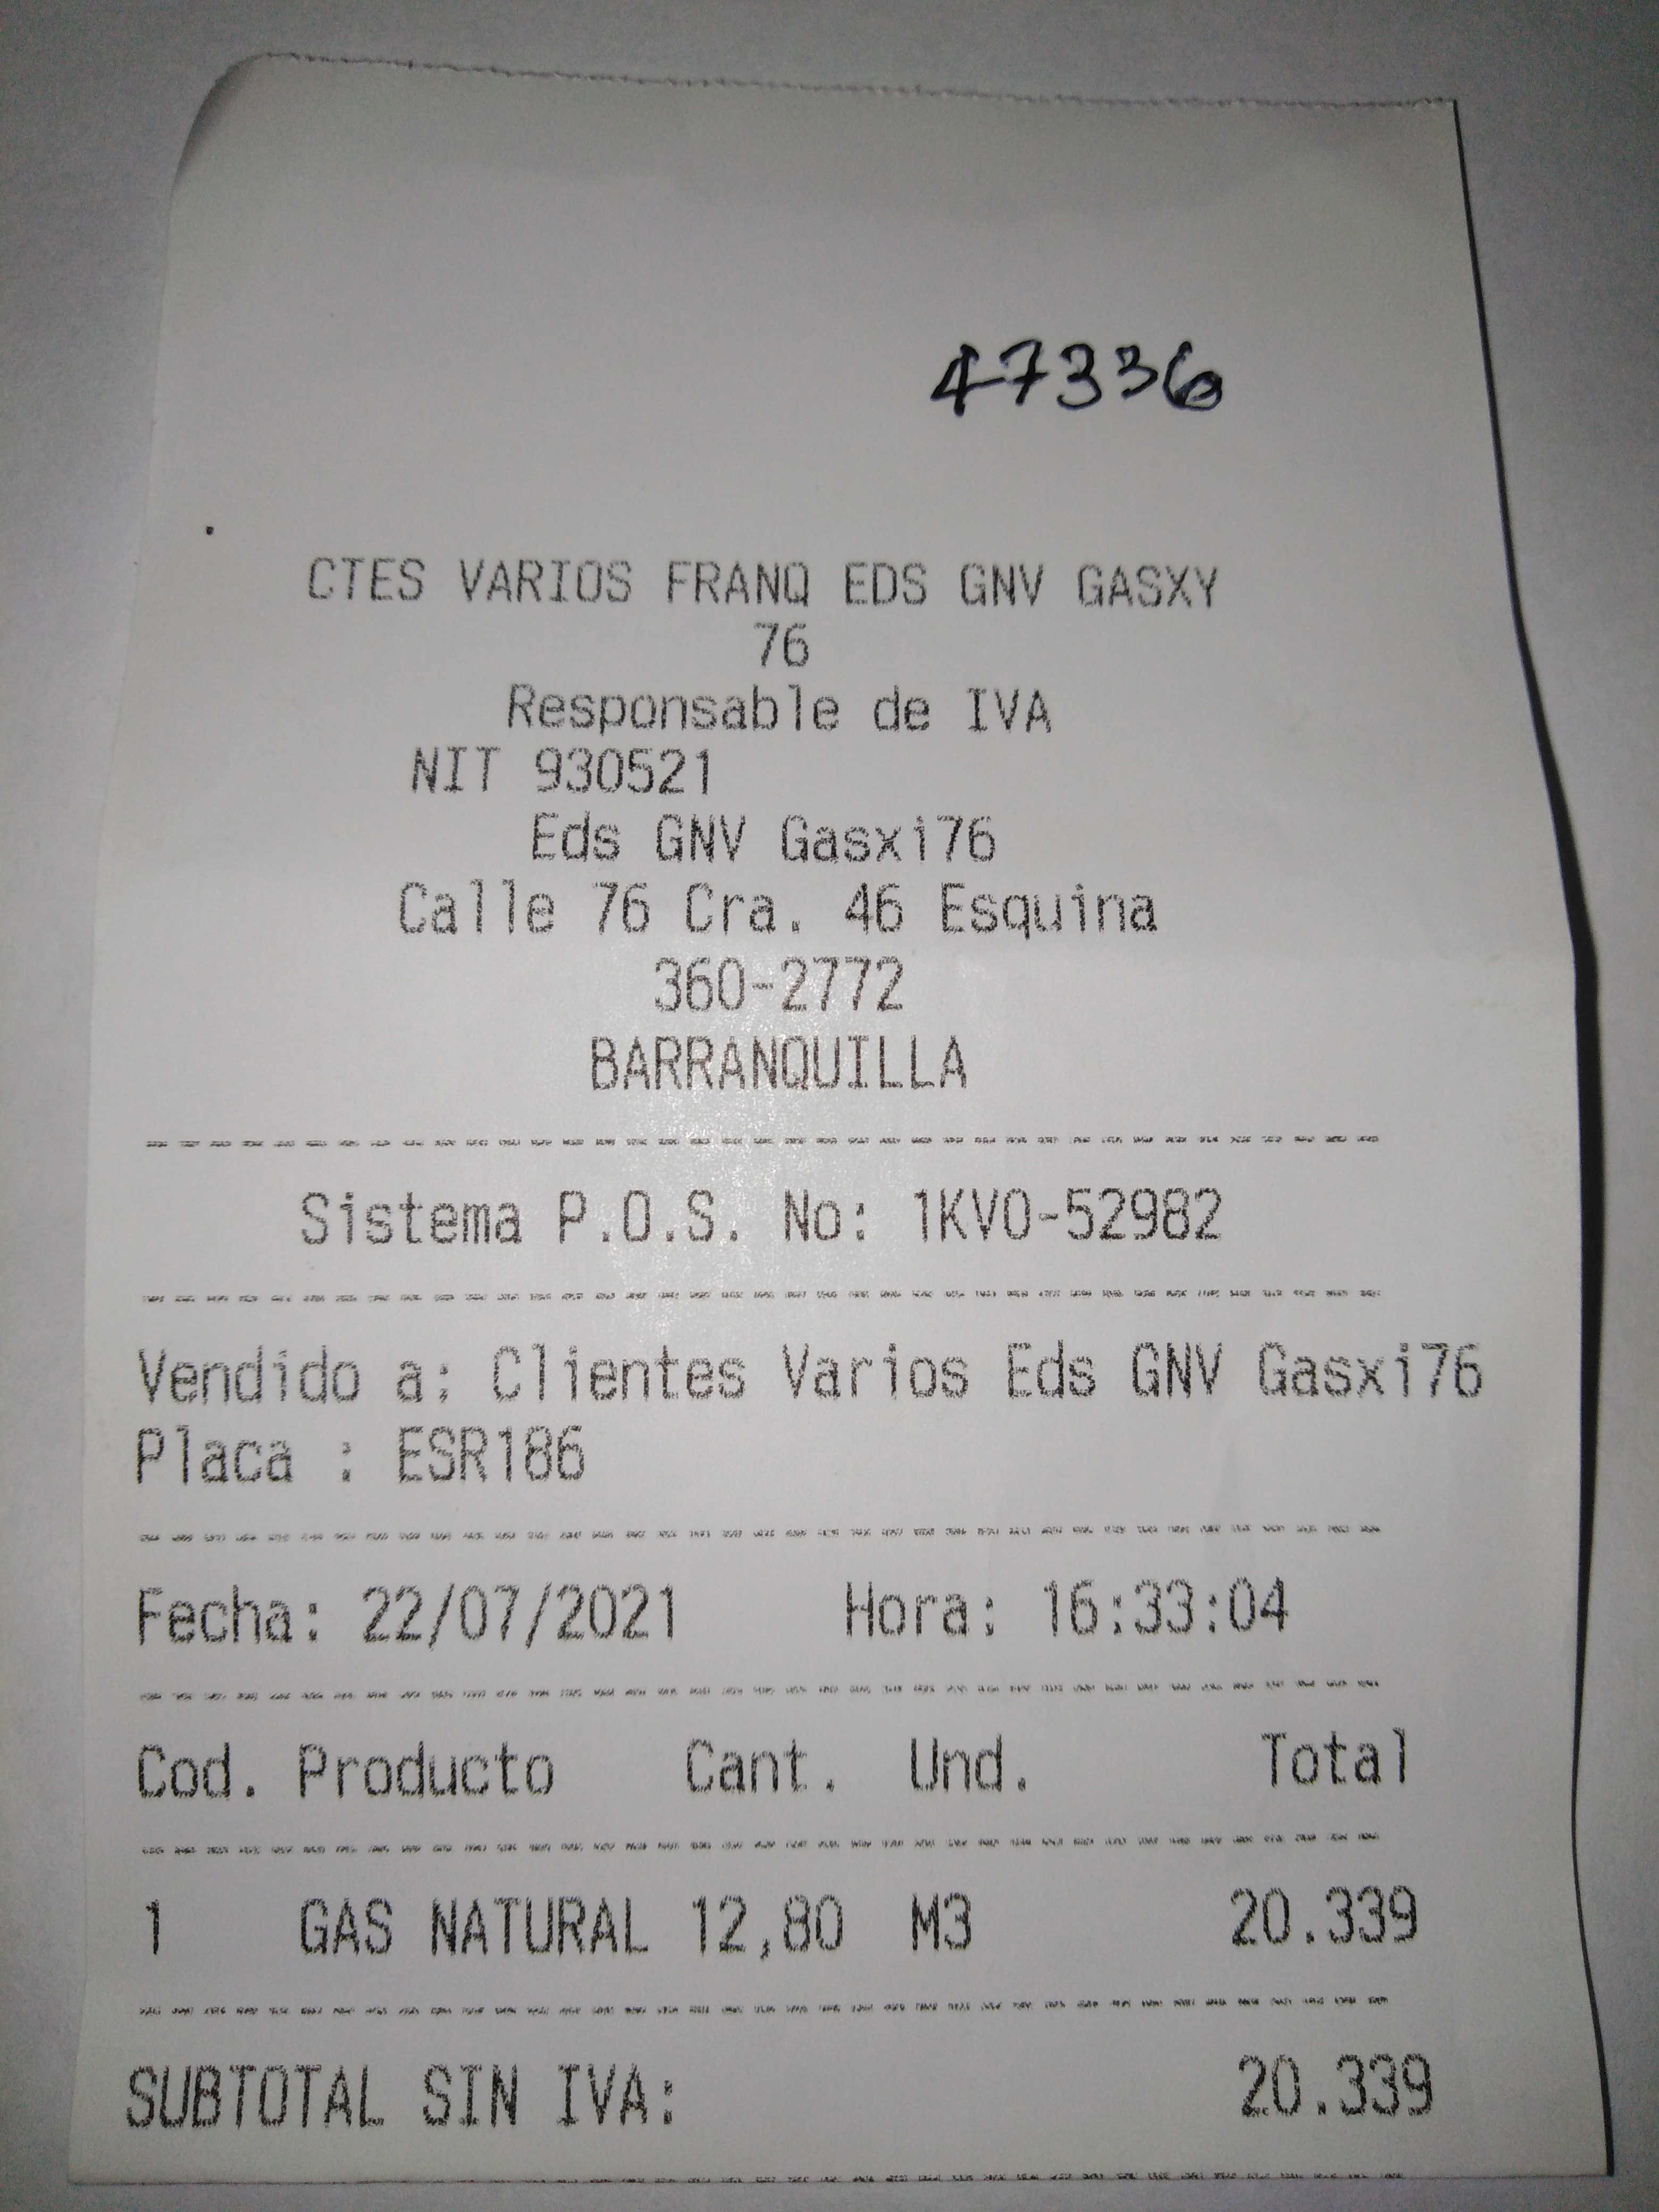 47336
CTES VARIOS FRANQ EDS GNV GASXY
76
Responsable de IVA
NIT 930521
Eds GNV Gasxi76
Calle 76 Cra. 46 Esquina
360-2772
BARRANQUILLA
Sistema P.O.S. No: 1KVO-52982
Vendido a: Clientes Varios Eds GNV Gasxi76
Placa : ESR186
Fecha: 22/07/2021 Hora: 16:33:04
Cod. Producto Cant. Und. Total
1 GAS NATURAL 12,80 M3 20.339
SUBTOTAL SIN IVA: 20.339